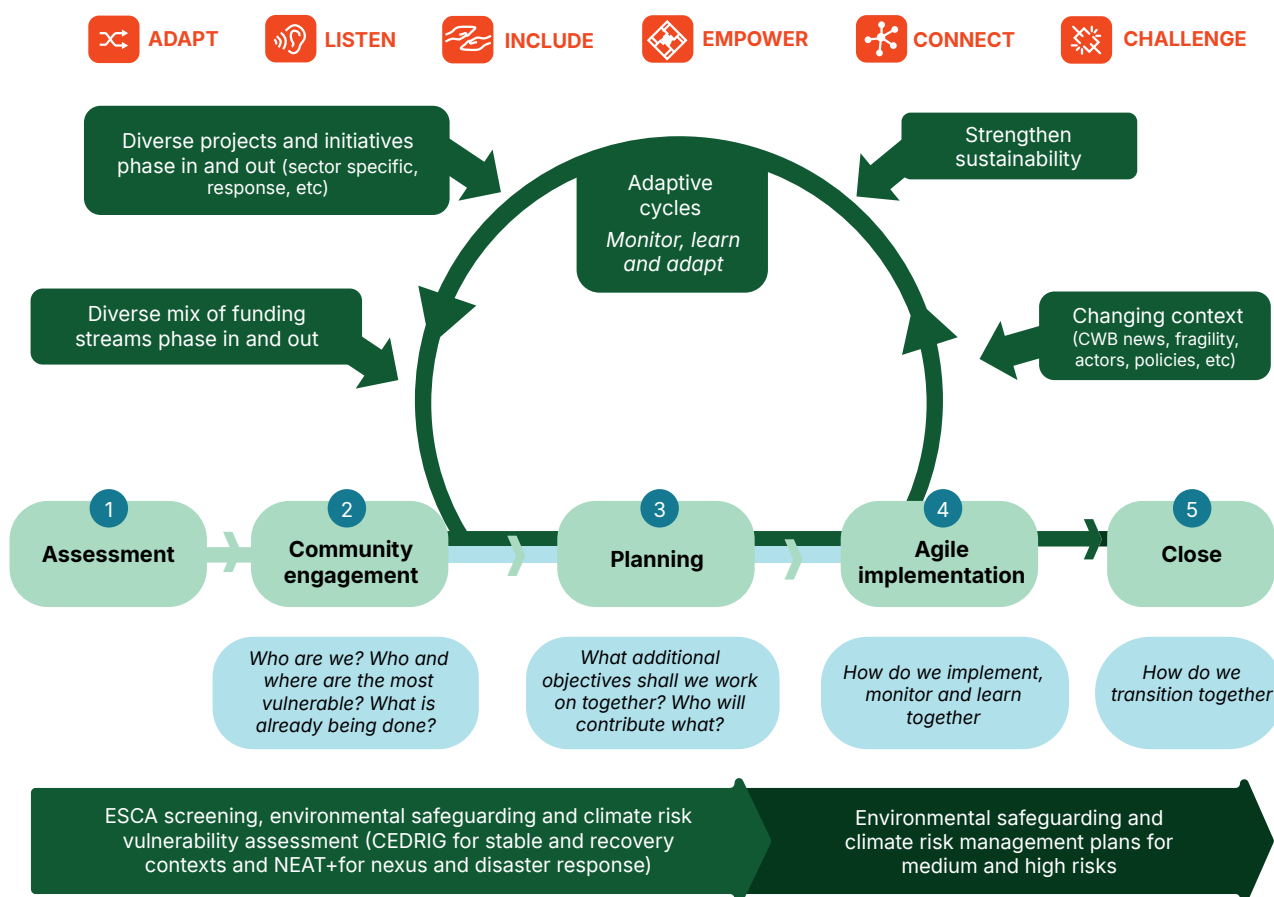 ADAPT
LISTEN
INCLUDE
EMPOWER
CONNECT
CHALLENGE
Diverse projects and initiatives
phase in and out (sector specific,
response, etc)
Strengthen
sustainability
Adaptive
cycles
Monitor, learn
and adapt
Diverse mix of funding
streams phase in and out
Changing context
(CWB news, fragility,
actors, policies, etc)
1
Assessment
2
Community
engagement
3
Planning
4
Agile
implementation
5
Close
Who are we? Who and
where are the most
vulnerable? What is
already being done?
What additional
objectives shall we work
on together? Who will
contribute what?
How do we implement,
monitor and learn
together
How do we
transition together
ESCA screening, environmental safeguarding and climate risk
vulnerability assessment (CEDRIG for stable and recovery
contexts and NEAT+for nexus and disaster response)
Environmental safeguarding and
climate risk management plans for
medium and high risks